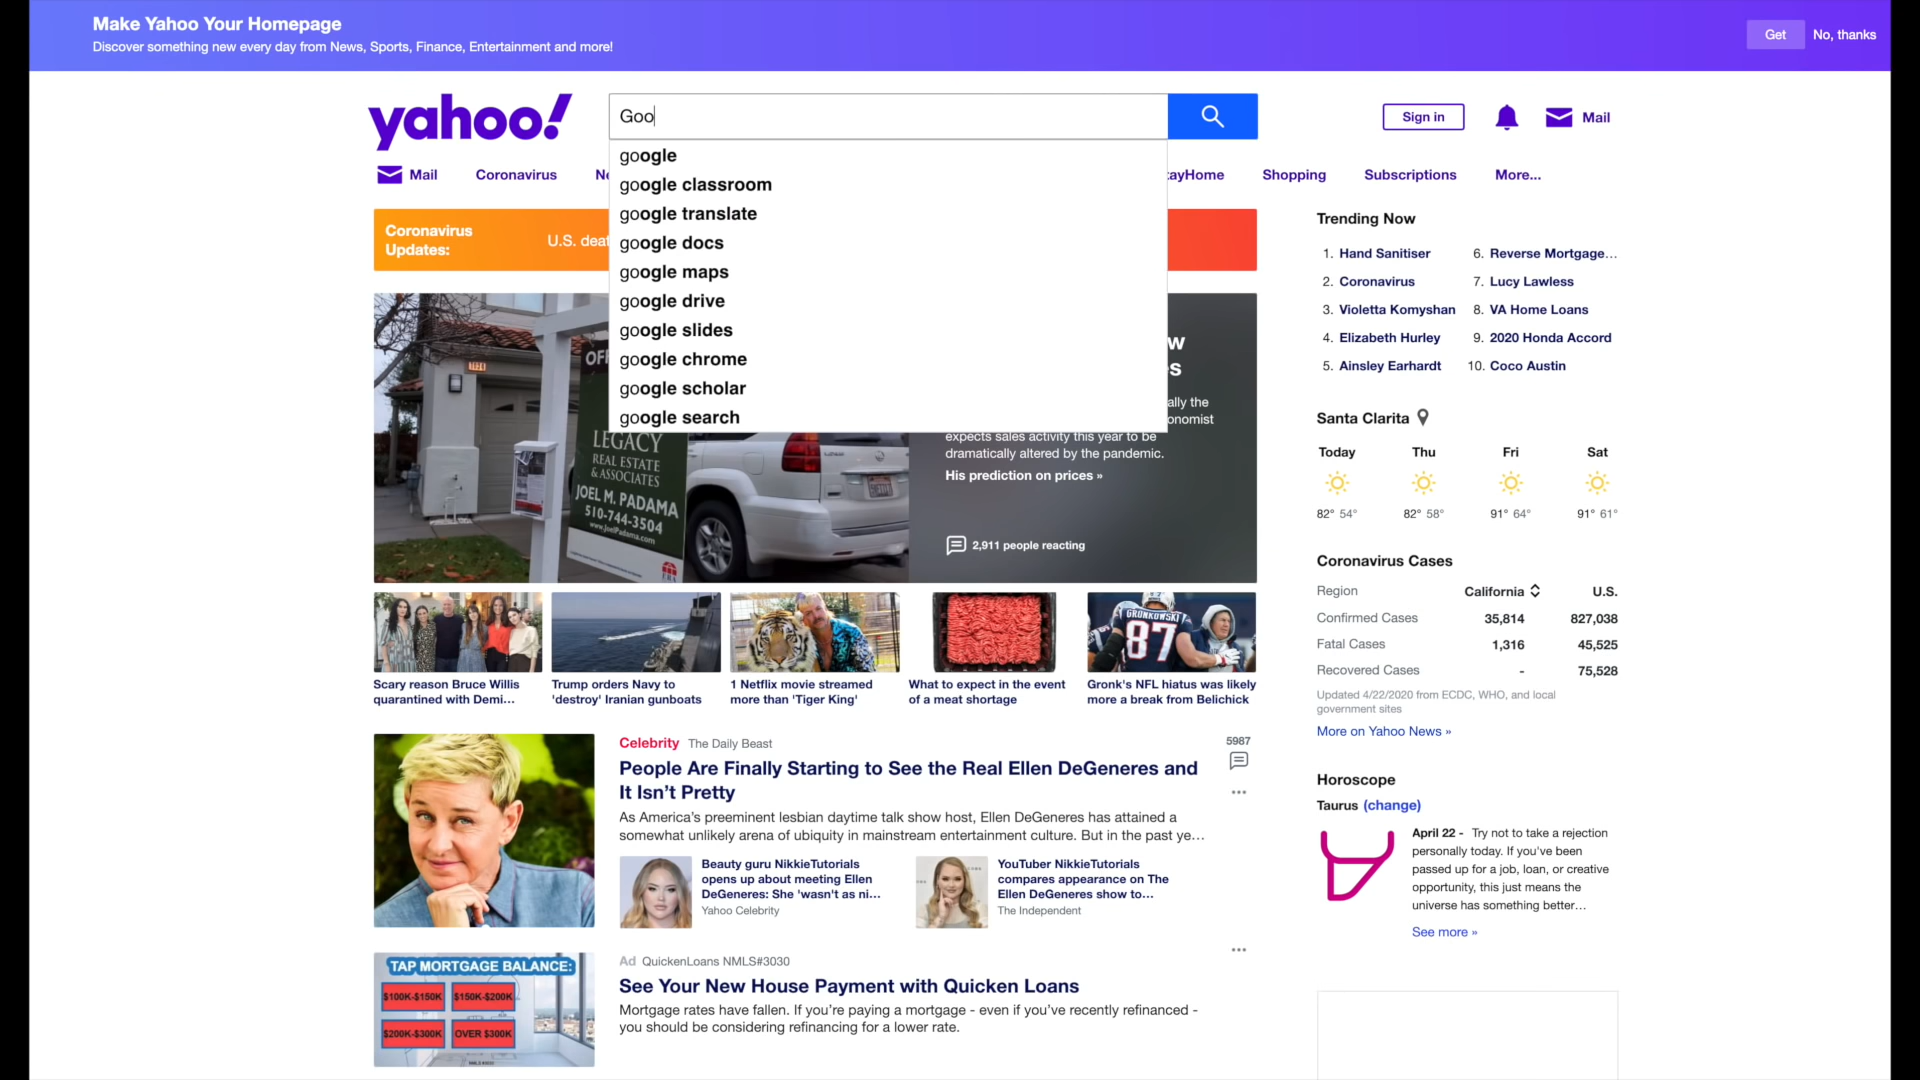 Make Yahoo Your Homepage
Discover something new every day from News, Sports, Finance, Entertainment and more!
Get
No, thanks
yahoo!
Goo
Sign in
Mail
google
google classroom
google translate
google docs
google maps
google drive
google slides
google chrome
google scholar
google search
Mail
Coronavirus
Ne
ayHome
Shopping
Subscriptions
More...
Coronavirus
Updates:
U.S. deat
w
s
ally the
onomist
expects sales activity this year to be
dramatically altered by the pandemic.
His prediction on prices »
2,911 people reacting
OFF
LEGACY
REAL ESTATE
& ASSOCIATES
JOEL M. PADAMA
510-744-3504
www.JoelPadama.com
ERA
GRONKOWSKI
87
Scary reason Bruce Willis
quarantined with Demi...
Trump orders Navy to
'destroy' Iranian gunboats
1 Netflix movie streamed
more than 'Tiger King'
What to expect in the event
of a meat shortage
Gronk's NFL hiatus was likely
more a break from Belichick
Celebrity The Daily Beast
5987
People Are Finally Starting to See the Real Ellen DeGeneres and
It Isn't Pretty
As America's preeminent lesbian daytime talk show host, Ellen DeGeneres has attained a
somewhat unlikely arena of ubiquity in mainstream entertainment culture. But in the past ye...
Beauty guru NikkieTutorials
opens up about meeting Ellen
DeGeneres: She 'wasn't as ni...
Yahoo Celebrity
YouTuber NikkieTutorials
compares appearance on The
Ellen DeGeneres show to...
The Independent
TAP MORTGAGE BALANCE:
$100K-$150K
$150K-$200K
$200K-$300K
OVER $300K
Ad QuickenLoans NMLS#3030
See Your New House Payment with Quicken Loans
Mortgage rates have fallen. If you're paying a mortgage - even if you've recently refinanced -
you should be considering refinancing for a lower rate.
Trending Now
1. Hand Sanitiser
2. Coronavirus
3. Violetta Komyshan
4. Elizabeth Hurley
5. Ainsley Earhardt
6. Reverse Mortgage...
7. Lucy Lawless
8. VA Home Loans
9. 2020 Honda Accord
10. Coco Austin
Santa Clarita
Today Thu Fri Sat
82° 54° 82° 58° 91° 64° 91° 61°
Coronavirus Cases
Region California U.S.
Confirmed Cases 35,814 827,038
Fatal Cases 1,316 45,525
Recovered Cases - 75,528
Updated 4/22/2020 from ECDC, WHO, and local
government sites
More on Yahoo News »
Horoscope
Taurus (change)
April 22 - Try not to take a rejection
personally today. If you've been
passed up for a job, loan, or creative
opportunity, this just means the
universe has something better...
See more »